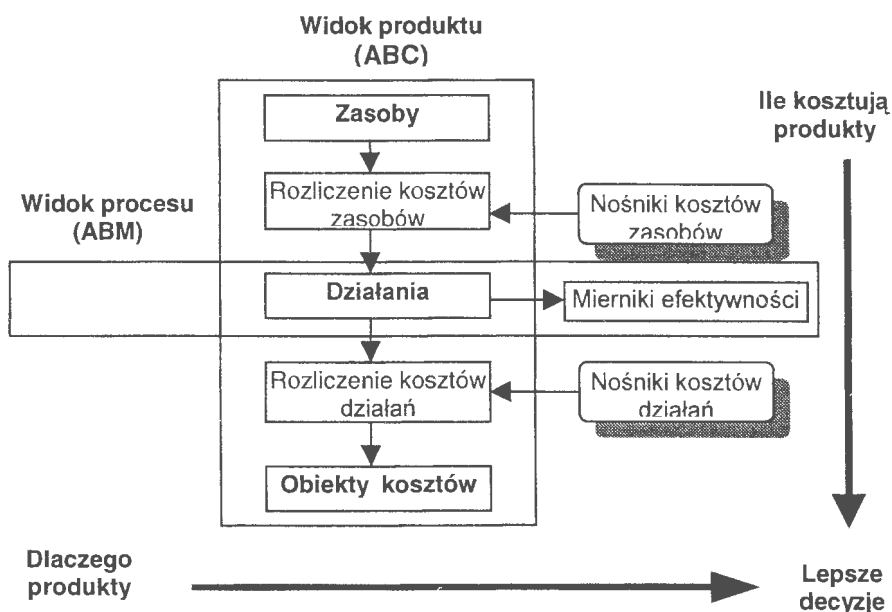 Widok produktu
(ABC)
Zasoby
Ile kosztują
produkty
Rozliczenie kosztów
zasobów
Nośniki kosztów
zasobów
Widok procesu
(ABM)
Działania
Mierniki efektywności
Rozliczenie kosztów
działań
Nośniki kosztów
działań
Obiekty kosztów
Dlaczego
produkty
Lepsze
decyzje